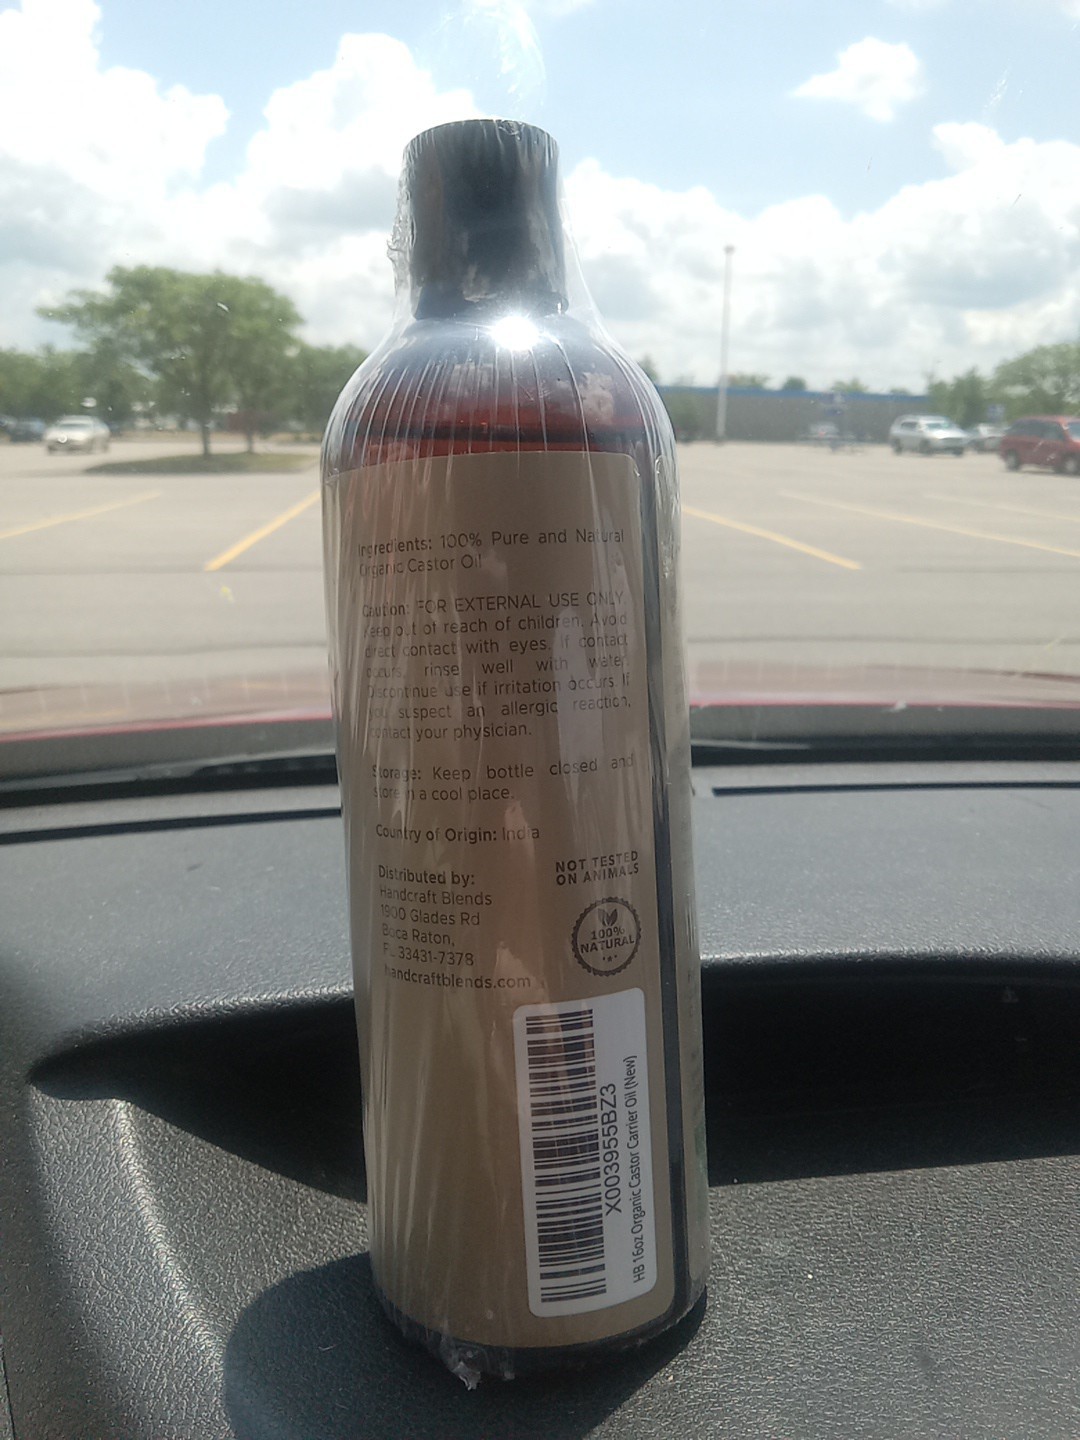 Ingredients: 100% Pure and Natural
Organic Castor Oil
Caution: FOR EXTERNAL USE ONLY.
Keep out of reach of children. Avoid
direct contact with eyes. If contact
occurs, rinse well with water.
Discontinue use if irritation occurs. If
you suspect an allergic reaction,
contact your physician.
Storage: Keep bottle closed and
store in a cool place.
Country of Origin: India
Distributed by:
Handcraft Blends
1900 Glades Rd
Boca Raton,
FL 33431-7378
handcraftblends.com
NOT TESTED
ON ANIMALS
100%
NATURAL
X003955BZ3
HB 16oz Organic Castor Carrier Oil (New)